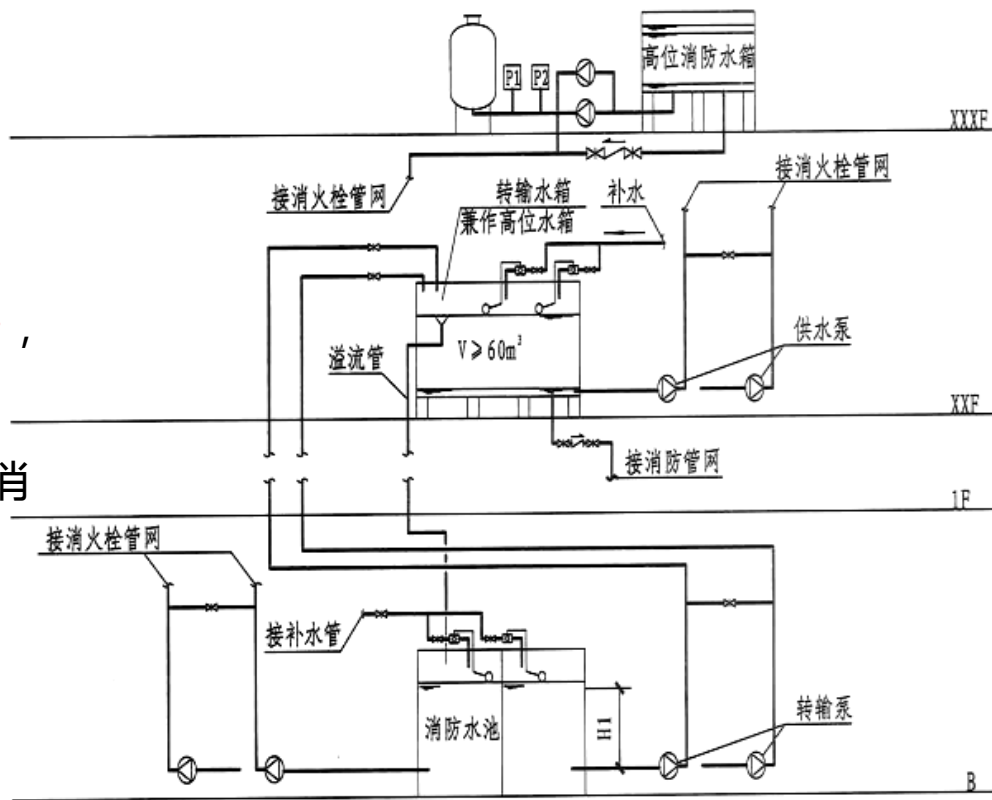 高位消防水箱
P1 P2
XXXF
接消火栓管网
转输水箱
兼作高位水箱
补水
接消火栓管网
，
溢流管
V≥60m³
供水泵
XXF
接消防管网
肖
1F
接消火栓管网
接补水管
消防水池
H1
转输泵
B